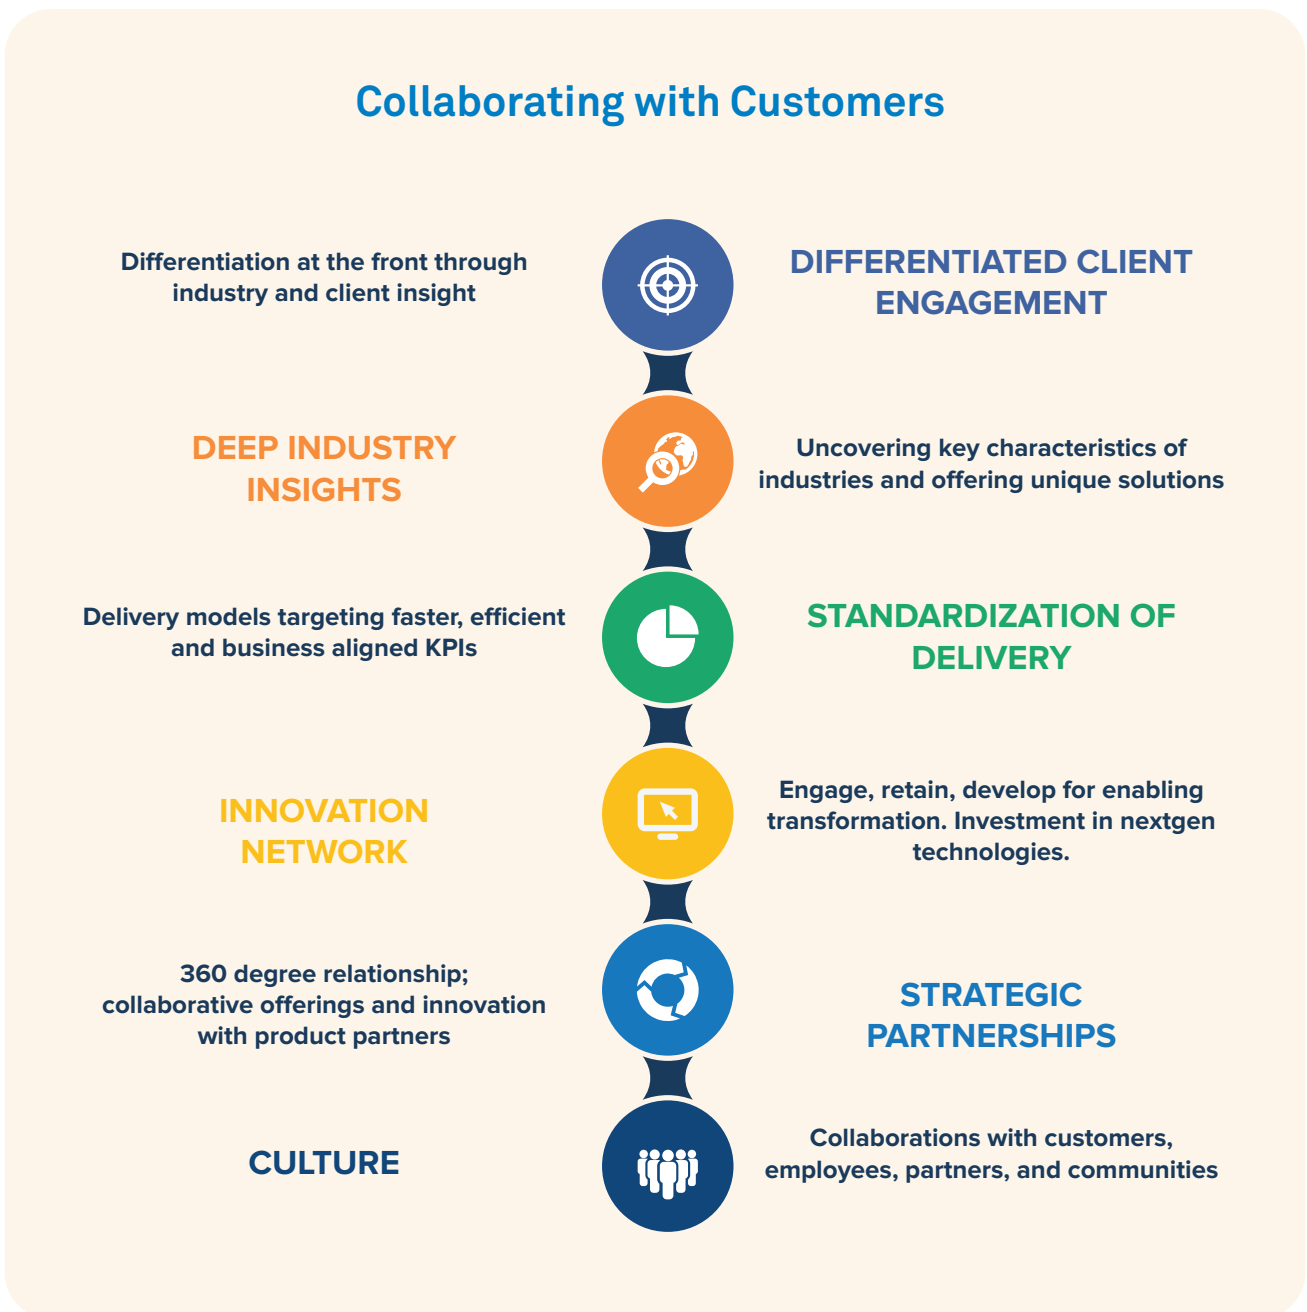 Collaborating with Customers
Differentiation at the front through
industry and client insight
DIFFERENTIATED CLIENT
ENGAGEMENT
DEEP INDUSTRY
INSIGHTS
Uncovering key characteristics of
industries and offering unique solutions
Delivery models targeting faster, efficient
and business aligned KPIs
STANDARDIZATION OF
DELIVERY
INNOVATION
NETWORK
Engage, retain, develop for enabling
transformation. Investment in nextgen
technologies.
360 degree relationship;
collaborative offerings and innovation
with product partners
STRATEGIC
PARTNERSHIPS
CULTURE
Collaborations with customers,
employees, partners, and communities